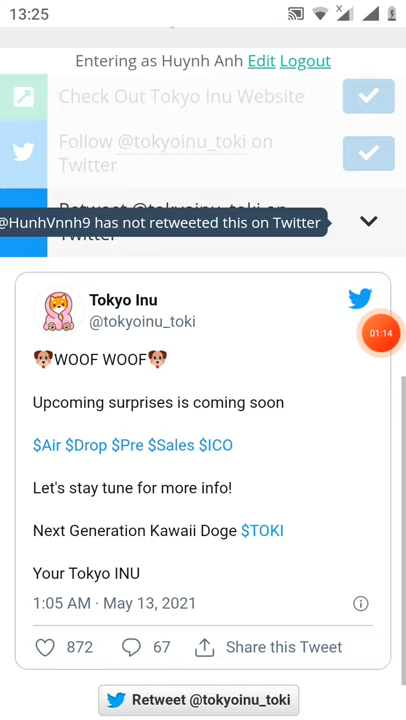 13:25
Entering as Huynh Anh Edit Logout
Check Out Tokyo Inu Website
Follow @tokyoinu_toki on
Twitter
Retweet @tokyoinu_toki on
@HunhVnnh9 has not retweeted this on Twitter
Twitter
Tokyo Inu
@tokyoinu_toki
01:14
🐶WOOF WOOF🐶
Upcoming surprises is coming soon
$Air $Drop $Pre $Sales $ICO
Let's stay tune for more info!
Next Generation Kawaii Doge $TOKI
Your Tokyo INU
1:05 AM · May 13, 2021
872 67 Share this Tweet
Retweet @tokyoinu_toki